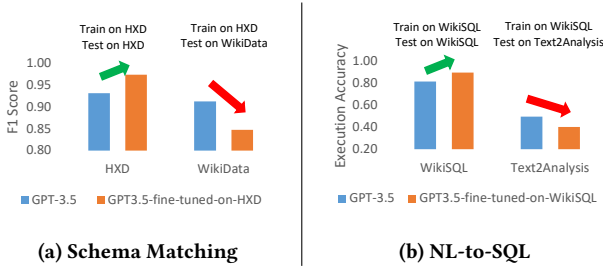 Train on HXD
Test on HXD
Train on HXD
Test on WikiData
F1 Score
1.00
0.95
0.90
0.85
0.80
HXD
WikiData
GPT-3.5
GPT3.5-fine-tuned-on-HXD
(a) Schema Matching
Train on WikiSQL
Test on WikiSQL
Train on WikiSQL
Test on Text2Analysis
Execution Accuracy
1.00
0.80
0.60
0.40
0.20
WikiSQL
Text2Analysis
GPT-3.5
GPT3.5-fine-tuned-on-WikiSQL
(b) NL-to-SQL